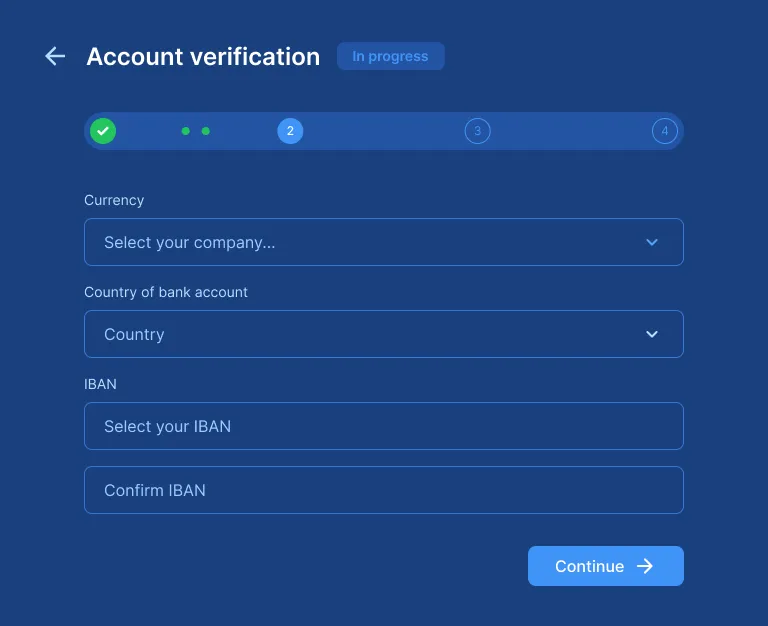 Account verification In progress
2 3 4
Currency
Select your company...
Country of bank account
Country
IBAN
Select your IBAN
Confirm IBAN
Continue